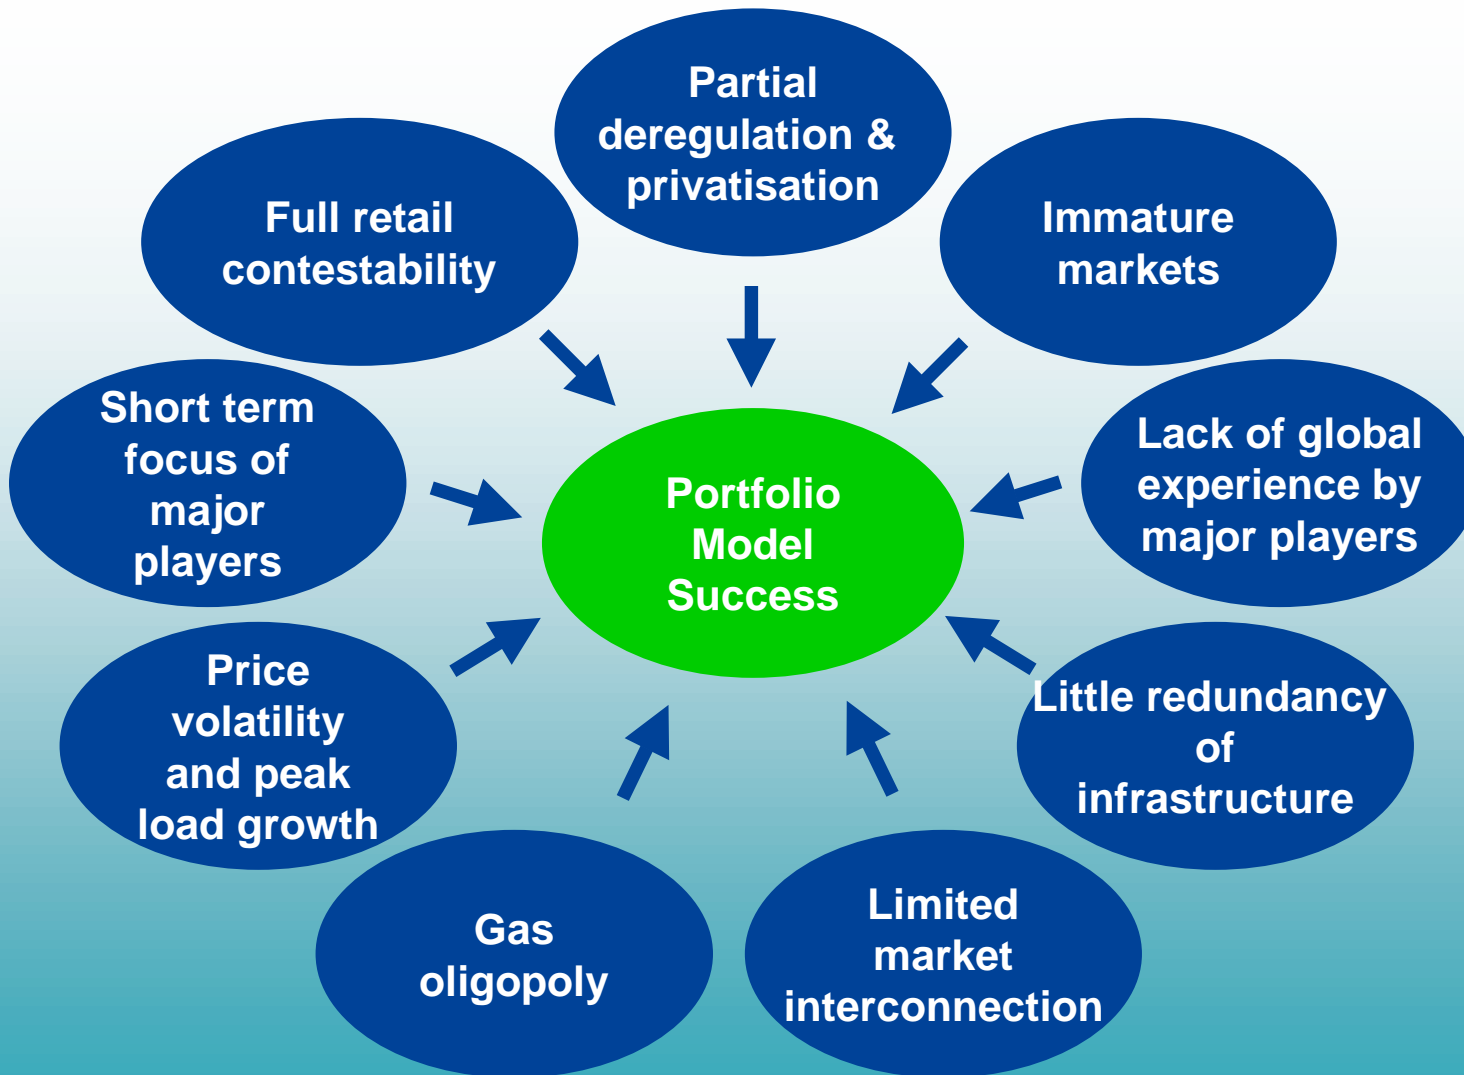 Partial
deregulation &
privatisation
Full retail
contestability
Immature
markets
Short term
focus of
major
players
Lack of global
experience by
major players
Portfolio
Model
Success
Price
volatility
and peak
load growth
Little redundancy
of
infrastructure
Gas
oligopoly
Limited
market
interconnection